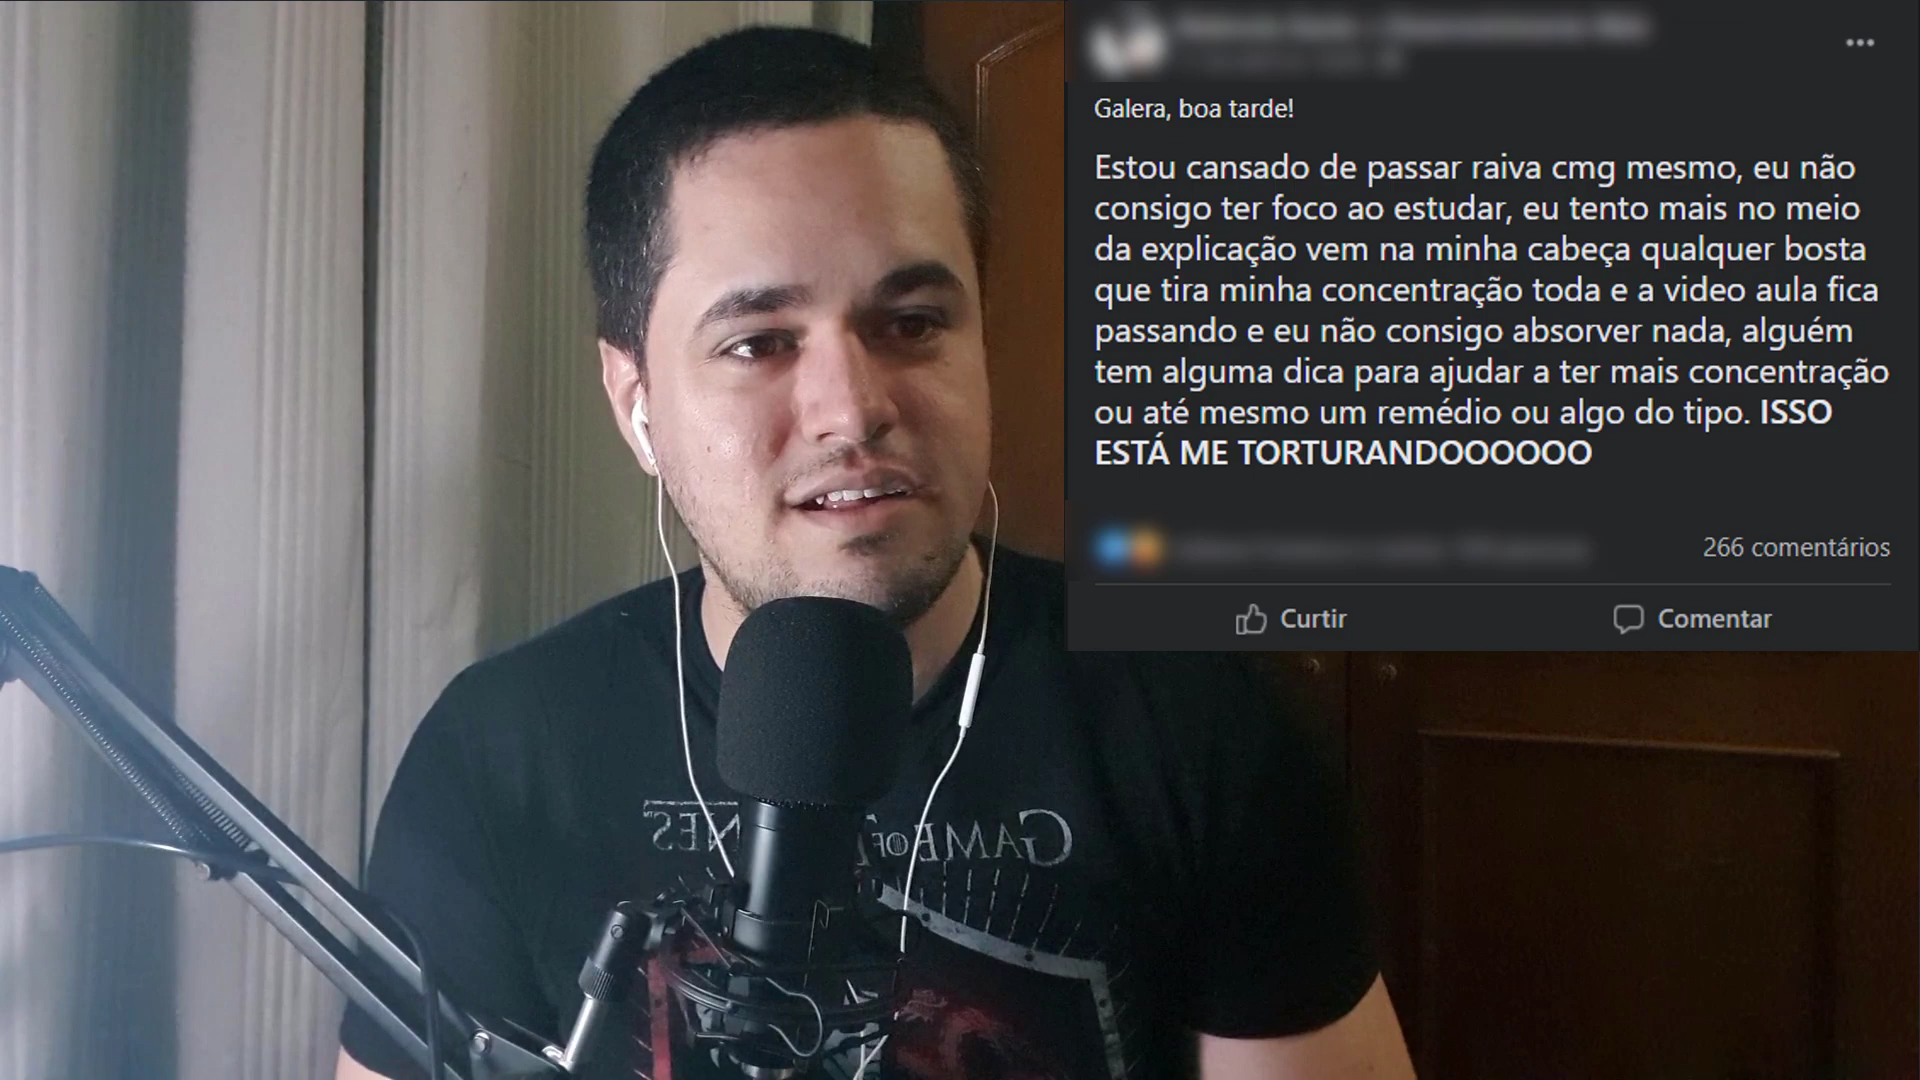 Galera, boa tarde!
Estou cansado de passar raiva cmg mesmo, eu não
consigo ter foco ao estudar, eu tento mais no meio
da explicação vem na minha cabeça qualquer bosta
que tira minha concentração toda e a video aula fica
passando e eu não consigo absorver nada, alguém
tem alguma dica para ajudar a ter mais concentração
ou até mesmo um remédio ou algo do tipo. ISSO
ESTÁ ME TORTURANDOOOOOO
266 comentários
Curtir
Comentar
GAME OF